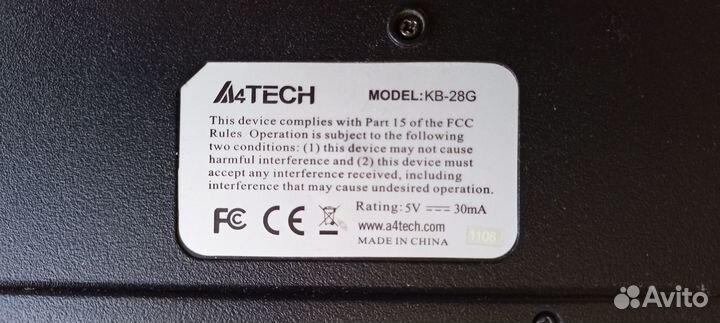 A4TECH MODEL:KB-28G
This device complies with Part 15 of the FCC
Rules Operation is subject to the following
two conditions: (1) this device may not cause
harmful interference and (2) this device must
accept any interference received, including
interference that may cause undesired operation.
FC CE Rating: 5V 30mA
www.a4tech.com
MADE IN CHINA 1108
Avito